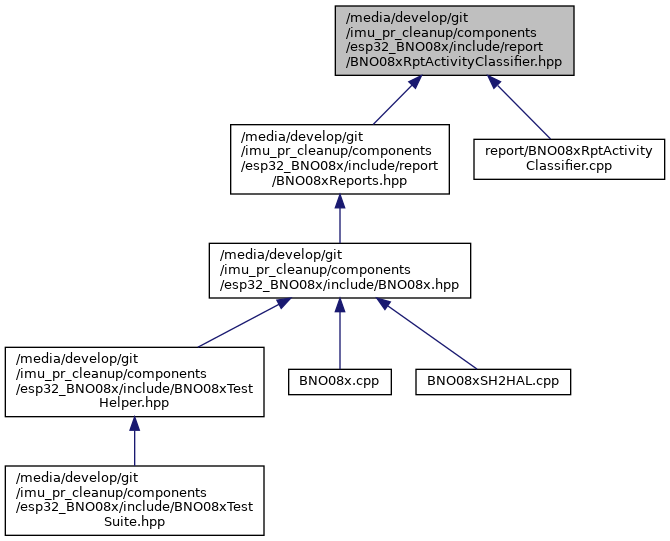 /media/develop/git
/imu_pr_cleanup/components
/esp32_BNO08x/include/report
/BNO08xRptActivityClassifier.hpp
/media/develop/git
/imu_pr_cleanup/components
/esp32_BNO08x/include/report
/BNO08xReports.hpp
report/BNO08xRptActivity
Classifier.cpp
/media/develop/git
/imu_pr_cleanup/components
/esp32_BNO08x/include/BNO08x.hpp
/media/develop/git
/imu_pr_cleanup/components
/esp32_BNO08x/include/BNO08xTest
Helper.hpp
BNO08x.cpp
BNO08xSH2HAL.cpp
/media/develop/git
/imu_pr_cleanup/components
/esp32_BNO08x/include/BNO08xTest
Suite.hpp